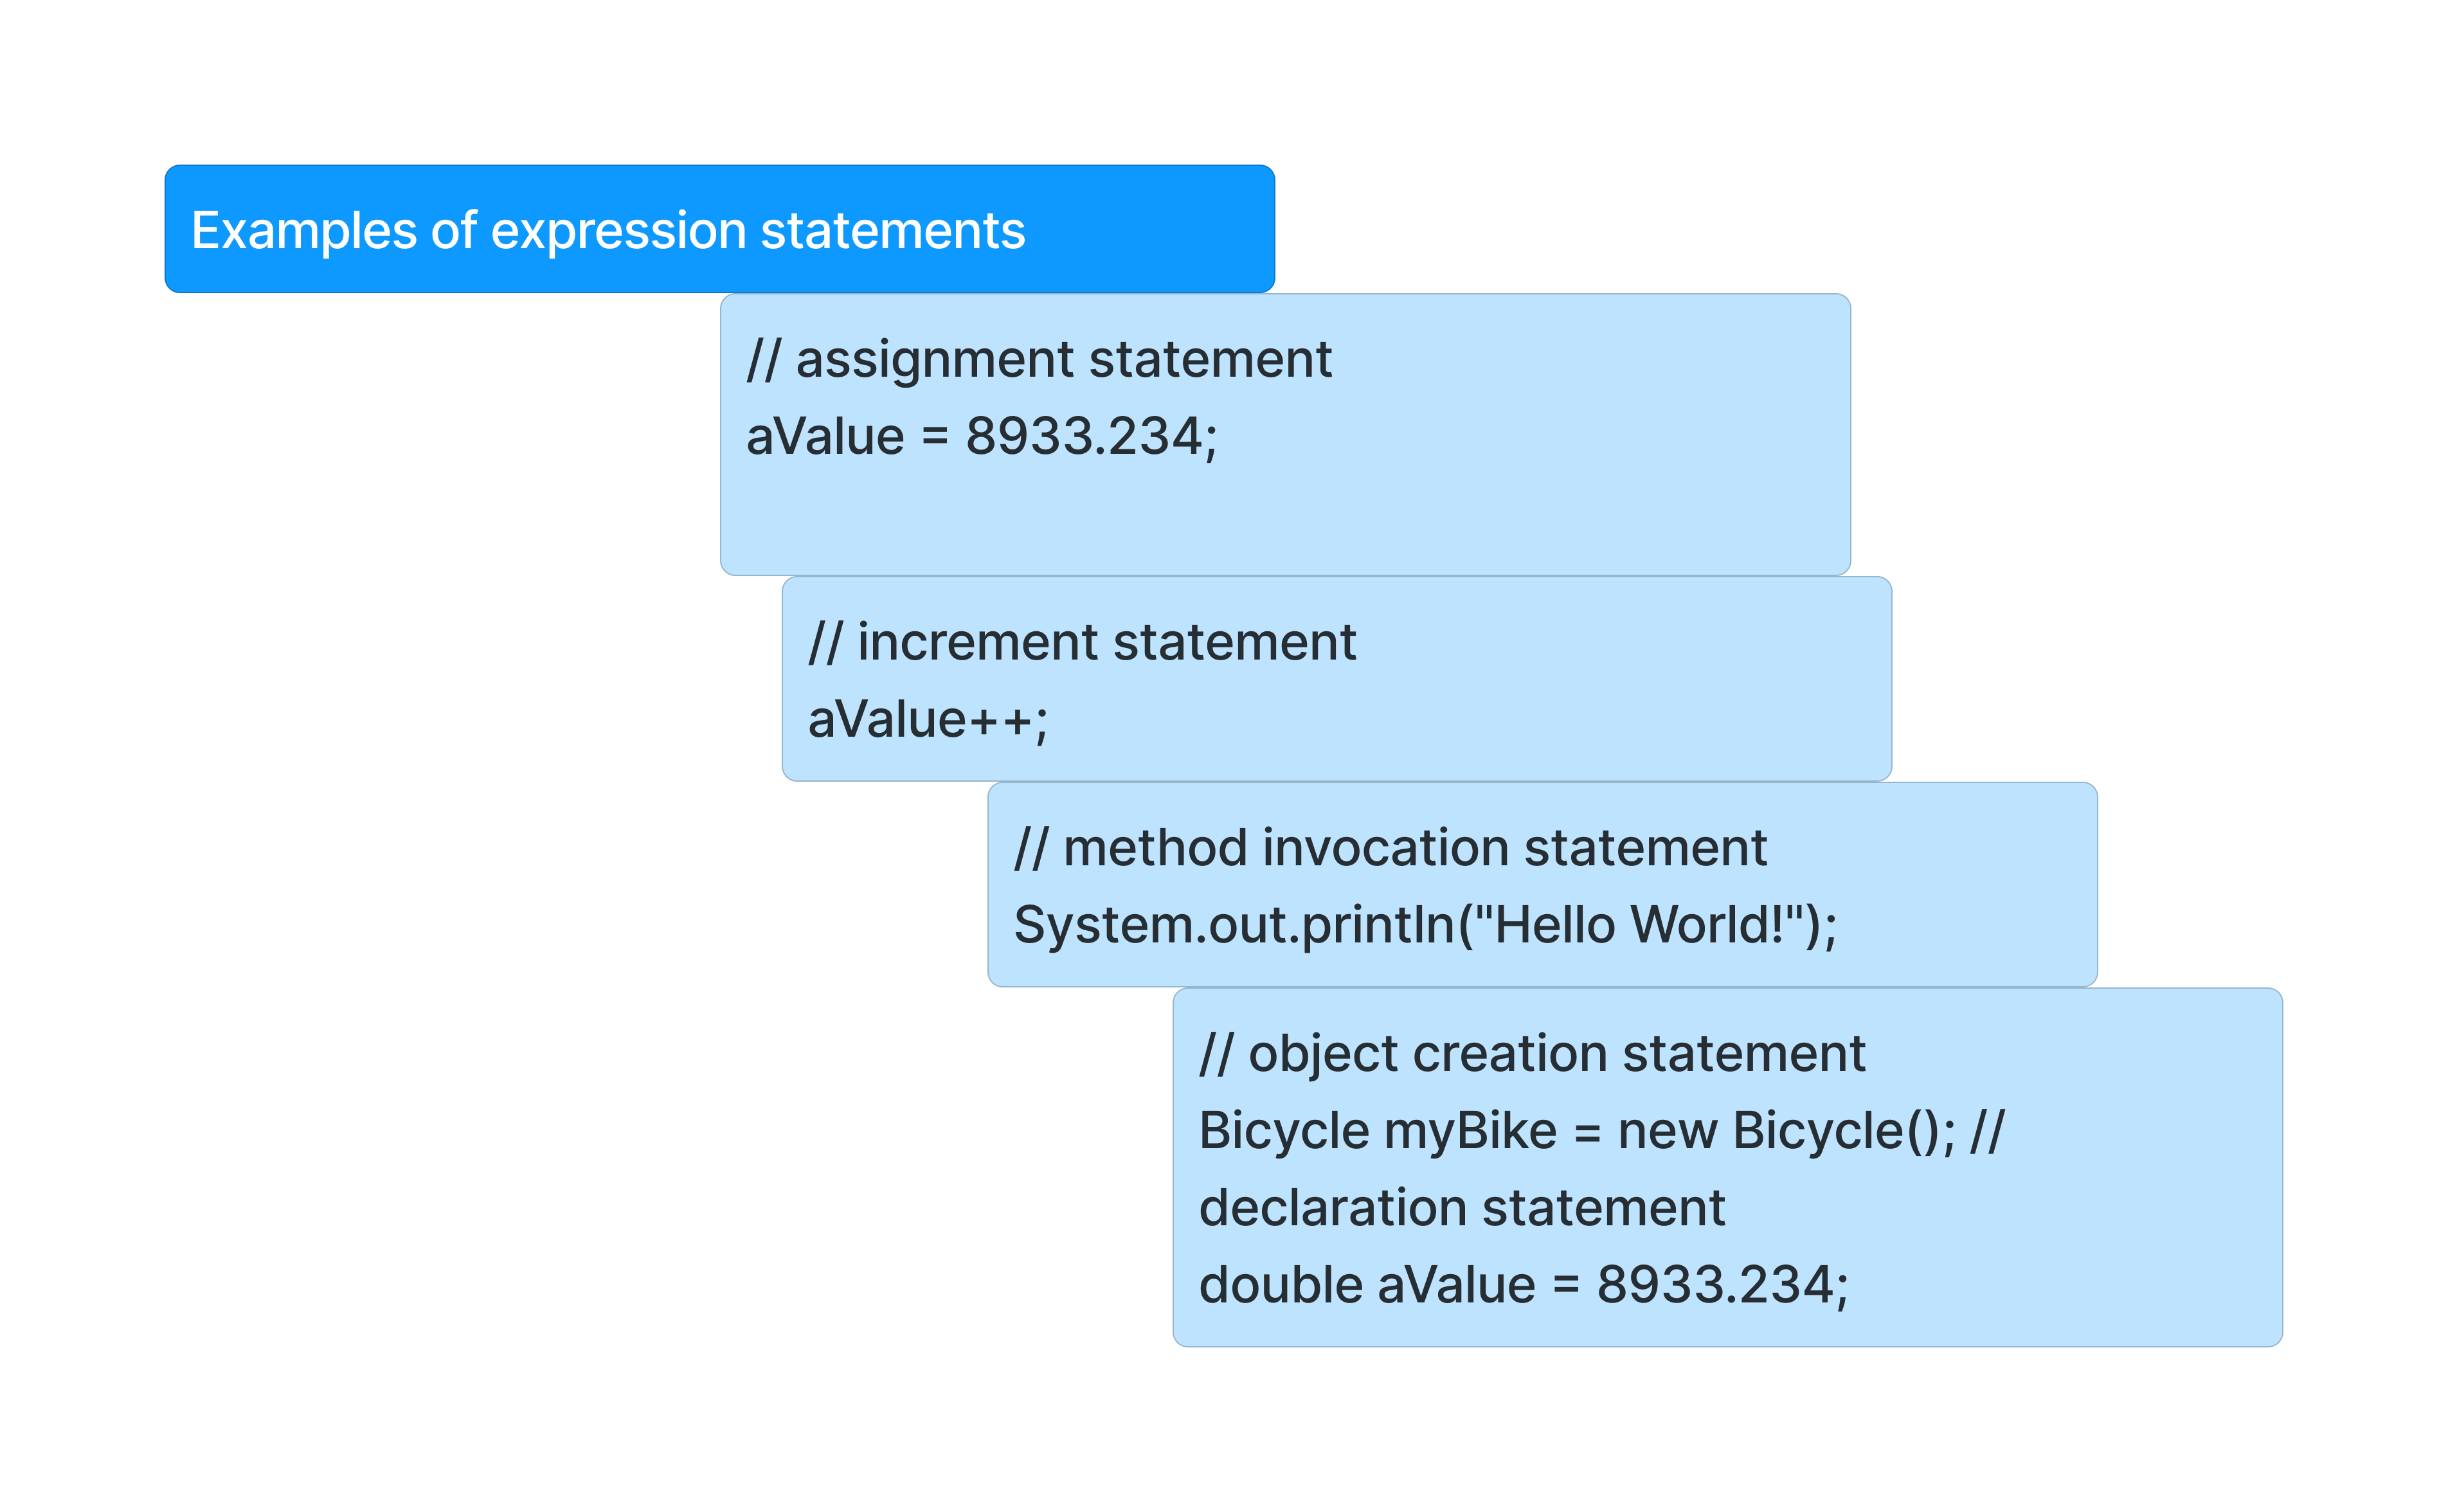 Examples of expression statements
// assignment statement
aValue = 8933.234;
// increment statement
aValue++;
// method invocation statement
System.out.println("Hello World!");
// object creation statement
Bicycle myBike = new Bicycle(); //
declaration statement
double aValue = 8933.234;